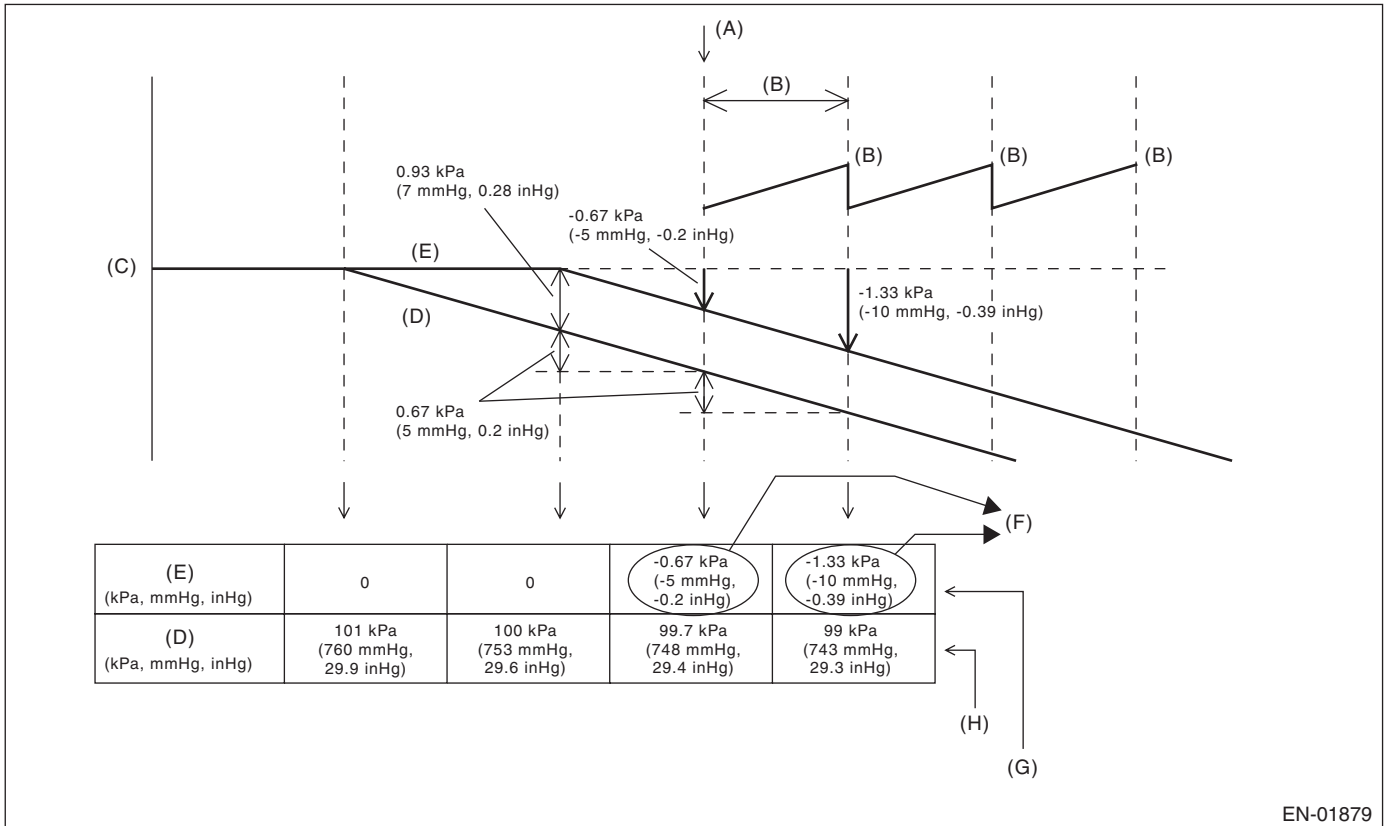 (A)
(B)
(B)
(B)
(B)
0.93 kPa
(7 mmHg, 0.28 inHg)
-0.67 kPa
(-5 mmHg, -0.2 inHg)
(C)
(E)
-1.33 kPa
(-10 mmHg, -0.39 inHg)
(D)
0.67 kPa
(5 mmHg, 0.2 inHg)
(F)
(E)
(kPa, mmHg, inHg)
0
0
-0.67 kPa
(-5 mmHg,
-0.2 inHg)
-1.33 kPa
(-10 mmHg,
-0.39 inHg)
(D)
(kPa, mmHg, inHg)
101 kPa
(760 mmHg,
29.9 inHg)
100 kPa
(753 mmHg,
29.6 inHg)
99.7 kPa
(748 mmHg,
29.4 inHg)
99 kPa
(743 mmHg,
29.3 inHg)
(H)
(G)
EN-01879